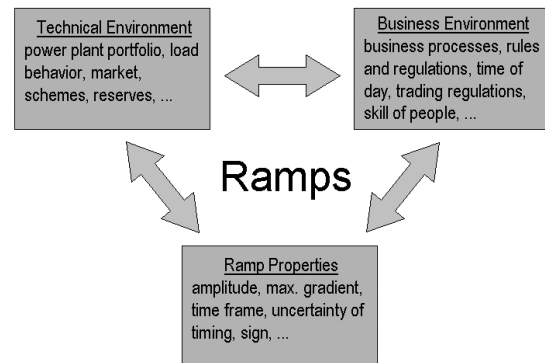 Technical Environment
power plant portfolio, load
behavior, market,
schemes, reserves, ...
Business Environment
business processes, rules
and regulations, time of
day, trading regulations,
skill of people, ...
Ramps
Ramp Properties
amplitude, max. gradient,
time frame, uncertainty of
timing, sign, ...